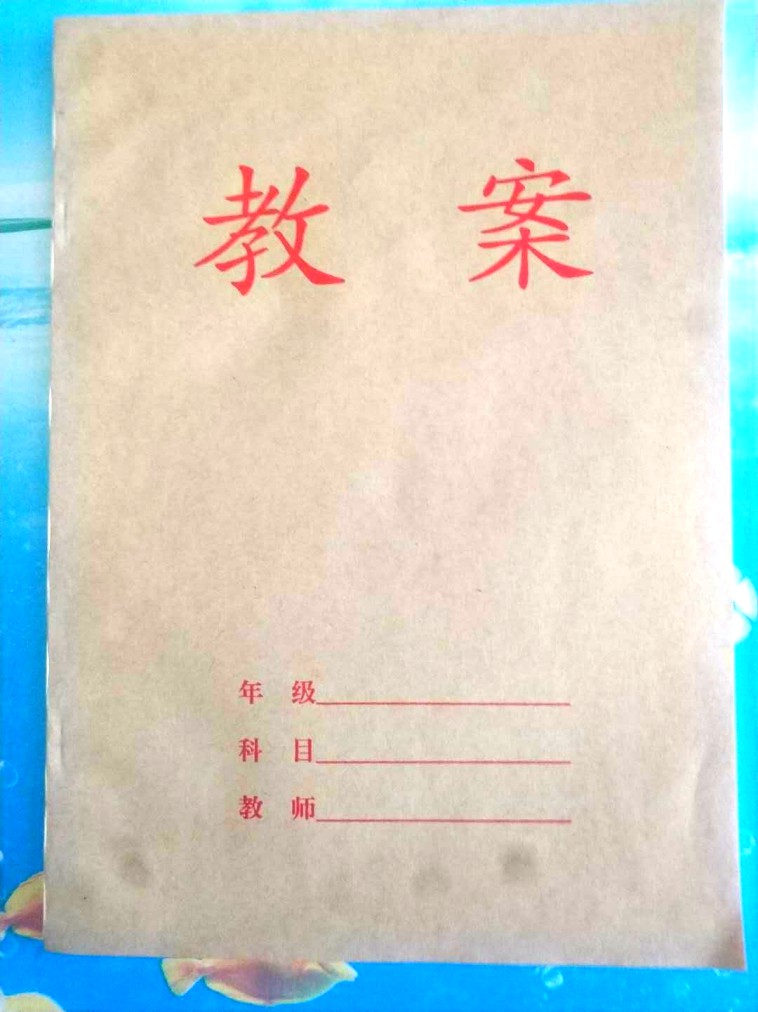 教 案
年 级
科 目
教 师